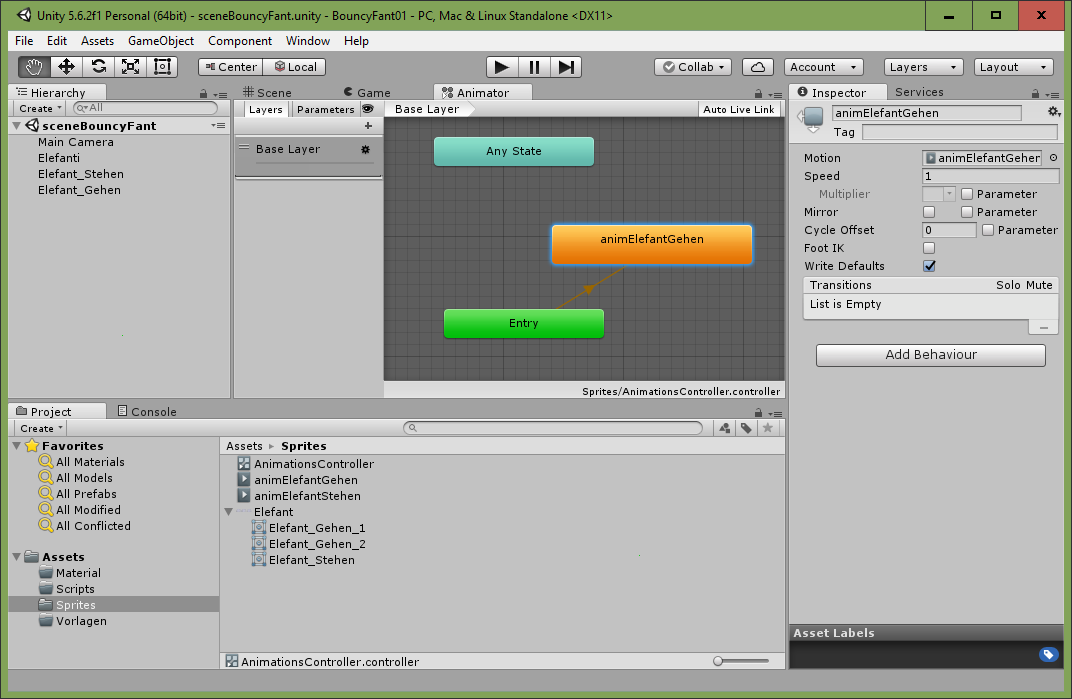 Unity 5.6.2f1 Personal (64bit) - sceneBouncyFant.unity - BouncyFant01 - PC, Mac & Linux Standalone <DX11>
File Edit Assets GameObject Component Window Help
Center Local Collab Account Layers Layout
Hierarchy
Create All
sceneBouncyFant
Main Camera
Elefanti
Elefant_Stehen
Elefant_Gehen
Scene Game Animator
Layers Parameters Base Layer Auto Live Link
Base Layer
Any State
animElefantGehen
Entry
Sprites/AnimationsController.controller
Inspector Services
animElefantGehen
Tag
Motion animElefantGehen
Speed 1
Multiplier Parameter
Mirror Parameter
Cycle Offset 0 Parameter
Foot IK
Write Defaults
Transitions Solo Mute
List is Empty
Add Behaviour
Asset Labels
Project Console
Create
Favorites
All Materials
All Models
All Prefabs
All Modified
All Conflicted
Assets
Material
Scripts
Sprites
Vorlagen
Assets Sprites
AnimationsController
animElefantGehen
animElefantStehen
Elefant
Elefant_Gehen_1
Elefant_Gehen_2
Elefant_Stehen
AnimationsController.controller